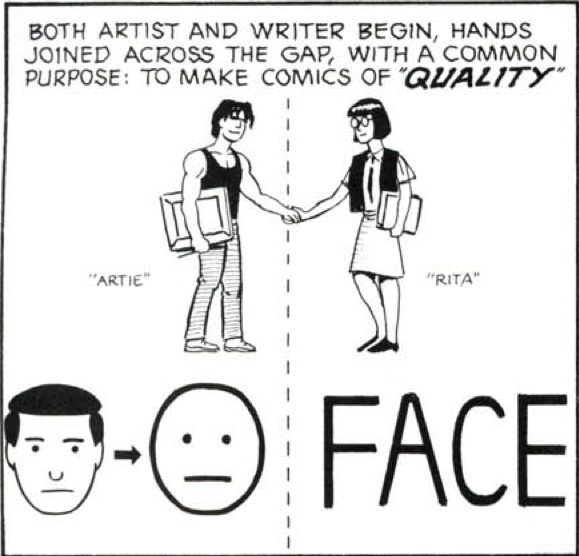 BOTH ARTIST AND WRITER BEGIN, HANDS
JOINED ACROSS THE GAP, WITH A COMMON
PURPOSE: TO MAKE COMICS OF "QUALITY"
"ARTIE"
"RITA"
FACE